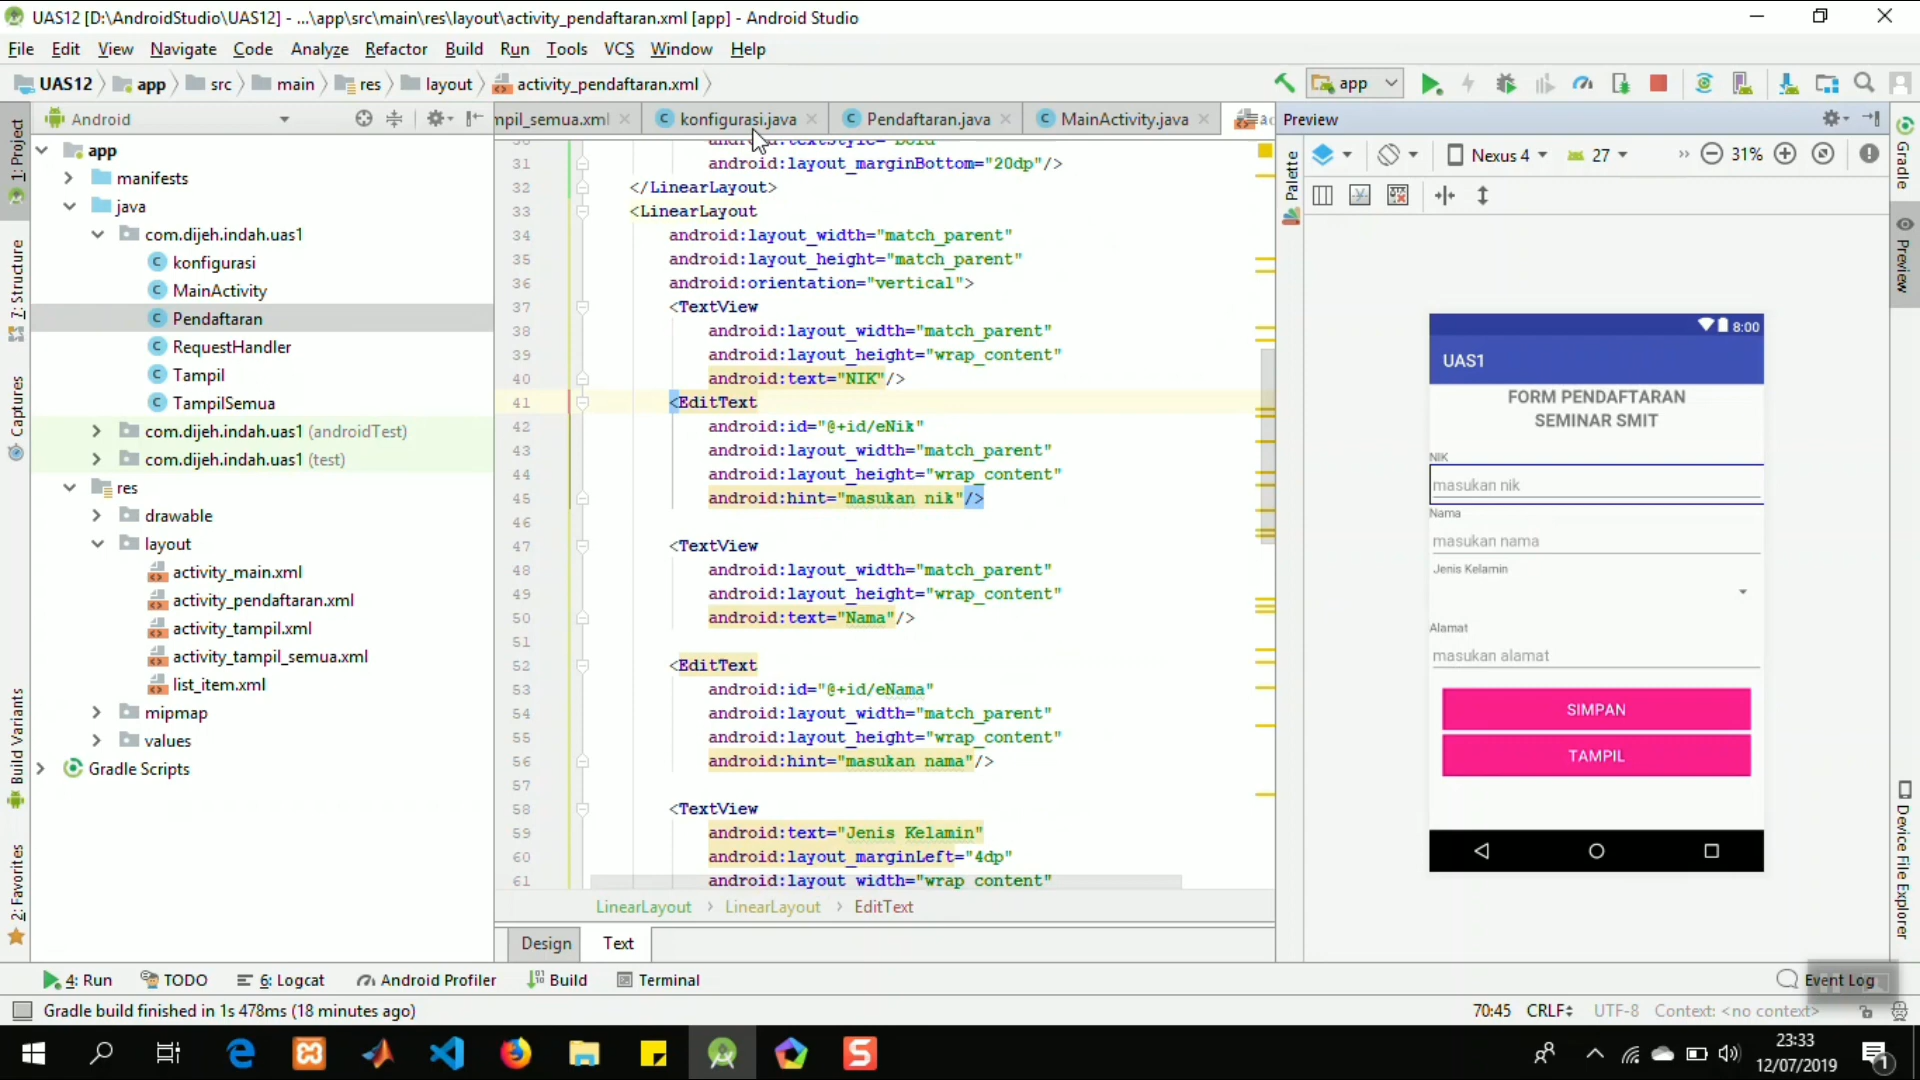 UAS12 [D:\AndroidStudio\UAS12] - ...\app\src\main\res\layout\activity_pendaftaran.xml [app] - Android Studio
File Edit View Navigate Code Analyze Refactor Build Run Tools VCS Window Help
UAS12 app src main res layout activity_pendaftaran.xml
app
Android
mpil_semua.xml konfigurasi.java Pendaftaran.java MainActivity.java
Preview
1: Project
7: Structure
Captures
Build Variants
2: Favorites
app
manifests
java
com.dijeh.indah.uas1
konfigurasi
MainActivity
Pendaftaran
RequestHandler
Tampil
TampilSemua
com.dijeh.indah.uas1 (androidTest)
com.dijeh.indah.uas1 (test)
res
drawable
layout
activity_main.xml
activity_pendaftaran.xml
activity_tampil.xml
activity_tampil_semua.xml
list_item.xml
mipmap
values
Gradle Scripts
31 android:layout_marginBottom="20dp"/>
32 </LinearLayout>
33 <LinearLayout
34 android:layout_width="match_parent"
35 android:layout_height="match_parent"
36 android:orientation="vertical">
37 <TextView
38 android:layout_width="match_parent"
39 android:layout_height="wrap_content"
40 android:text="NIK"/>
41 <EditText
42 android:id="@+id/eNik"
43 android:layout_width="match_parent"
44 android:layout_height="wrap_content"
45 android:hint="masukan nik"/>
46
47 <TextView
48 android:layout_width="match_parent"
49 android:layout_height="wrap_content"
50 android:text="Nama"/>
51
52 <EditText
53 android:id="@+id/eNama"
54 android:layout_width="match_parent"
55 android:layout_height="wrap_content"
56 android:hint="masukan nama"/>
57
58 <TextView
59 android:text="Jenis Kelamin"
60 android:layout_marginLeft="4dp"
61 android:layout_width="wrap_content"
LinearLayout LinearLayout EditText
Design Text
Palette
Nexus 4 27 31%
8:00
UAS1
FORM PENDAFTARAN
SEMINAR SMIT
NIK
masukan nik
Nama
masukan nama
Jenis Kelamin
Alamat
masukan alamat
SIMPAN
TAMPIL
Gradle
Preview
Device File Explorer
4: Run TODO 6: Logcat Android Profiler Build Terminal
Event Log
Gradle build finished in 1s 478ms (18 minutes ago)
70:45 CRLF UTF-8 Context: <no context>
23:33
12/07/2019
1